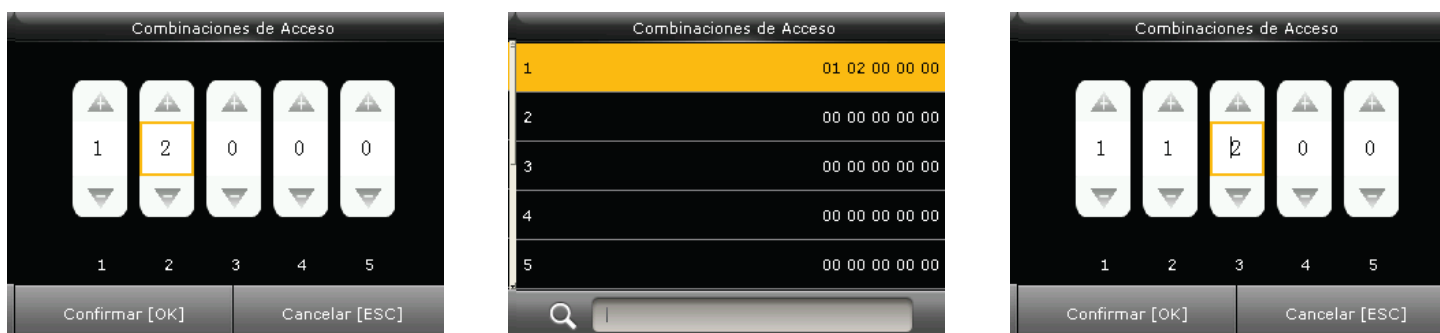 Combinaciones de Acceso
1 2 0 0 0
1 2 3 4 5
Confirmar [OK] Cancelar [ESC]
Combinaciones de Acceso
1 01 02 00 00 00
2 00 00 00 00 00
3 00 00 00 00 00
4 00 00 00 00 00
5 00 00 00 00 00
Combinaciones de Acceso
1 1 2 0 0
1 2 3 4 5
Confirmar [OK] Cancelar [ESC]